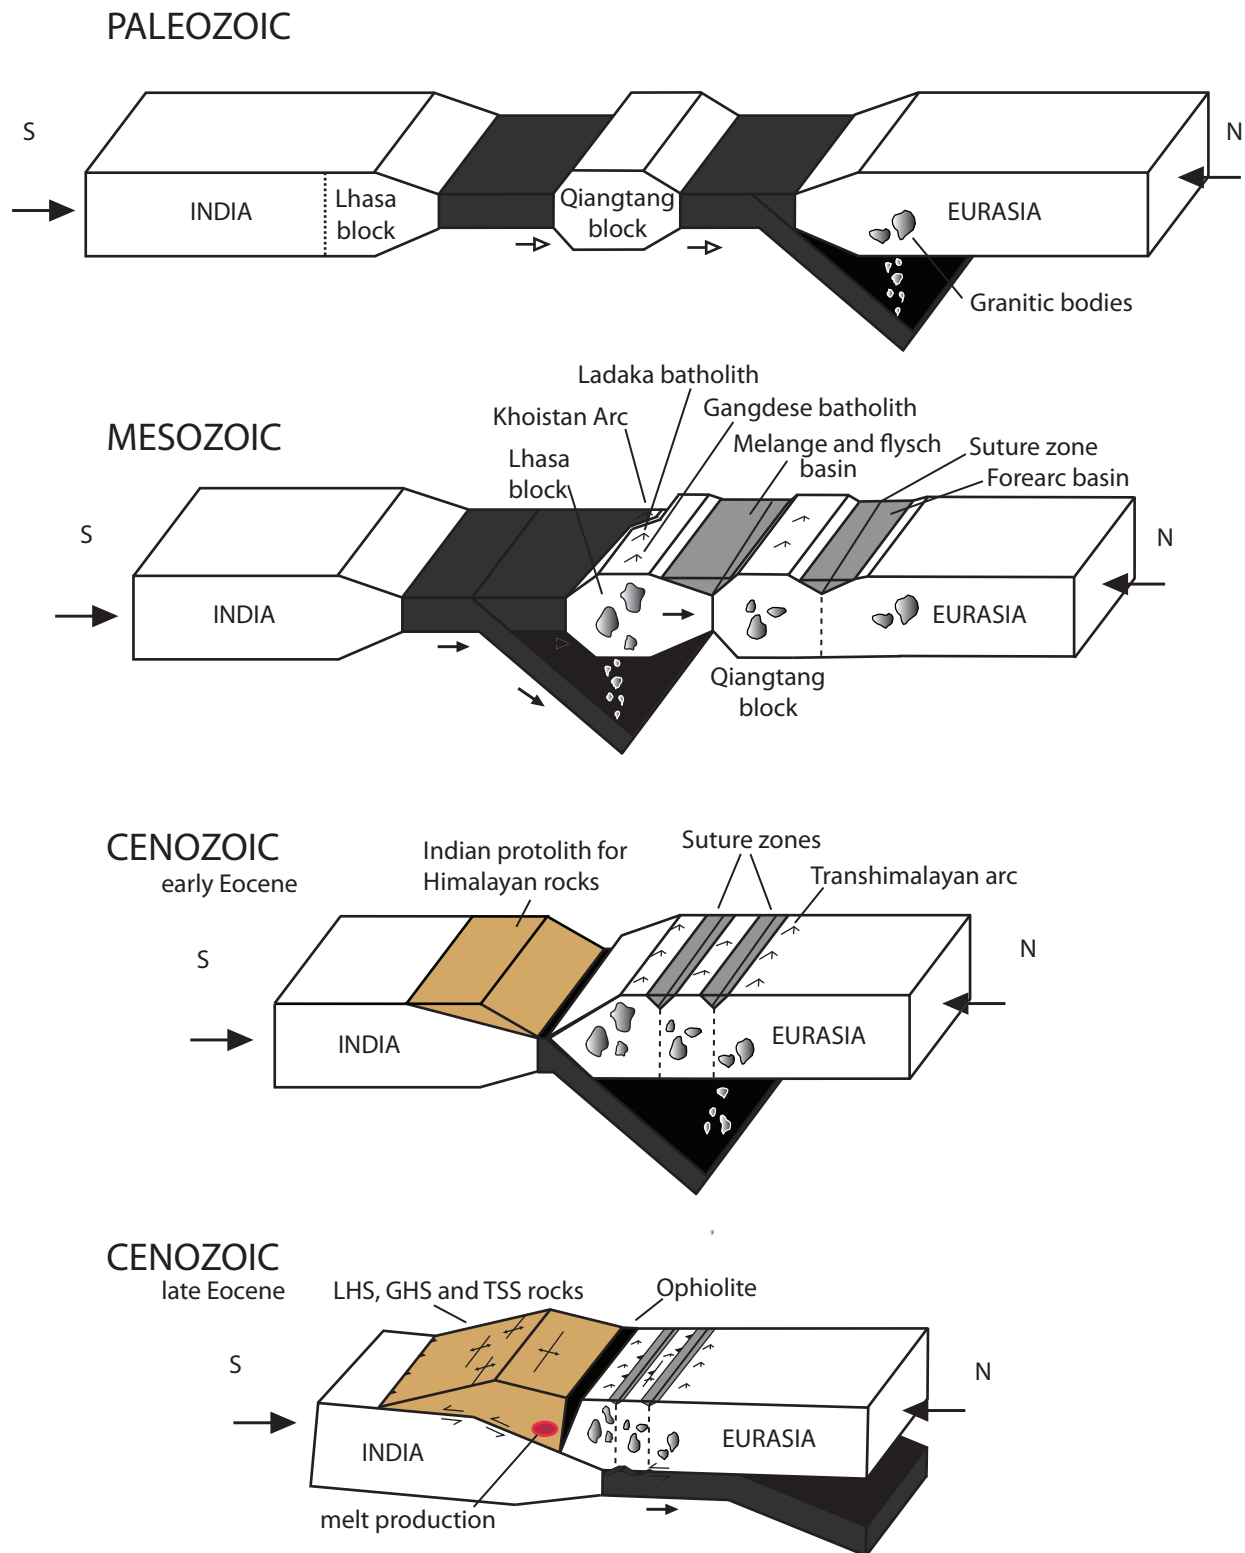 PALEOZOIC
S
N
INDIA
Lhasa
block
Qiangtang
block
EURASIA
Granitic bodies
Ladaka batholith
Khoistan Arc
Gangdese batholith
MESOZOIC
Melange and flysch
basin
Suture zone
Forearc basin
Lhasa
block
S
N
INDIA
EURASIA
Qiangtang
block
CENOZOIC
early Eocene
Indian protolith for
Himalayan rocks
Suture zones
Transhimalayan arc
S
N
INDIA
EURASIA
CENOZOIC
late Eocene
LHS, GHS and TSS rocks
Ophiolite
S
N
INDIA
EURASIA
melt production